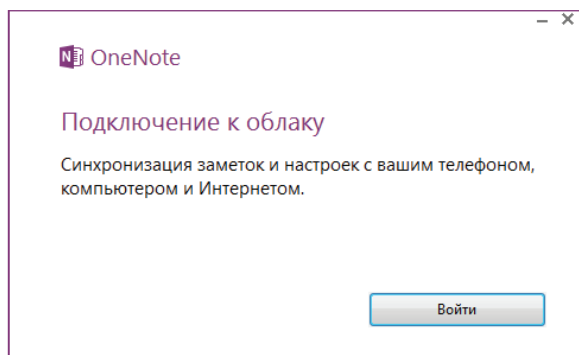 OneNote
Подключение к облаку
Синхронизация заметок и настроек с вашим телефоном,
компьютером и Интернетом.
Войти